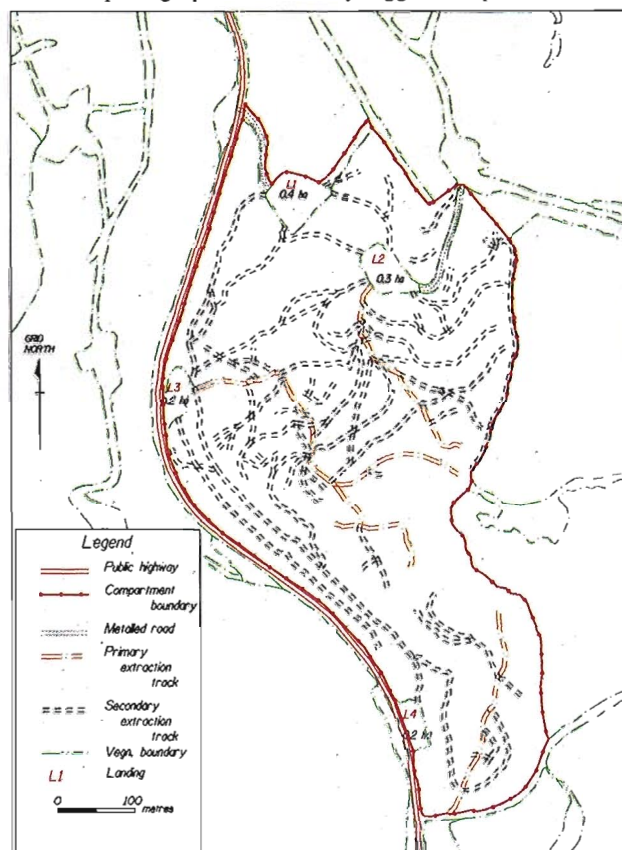 L1
0.4 ha
L2
0.3 ha
GRID
NORTH
L3
0.2 ha
L4
0.2 ha
Legend
Public highway
Compartment
boundary
Metalled road
Primary
extraction
track
Secondary
extraction
track
Vegn. boundary
L1 Landing
0 100
metres